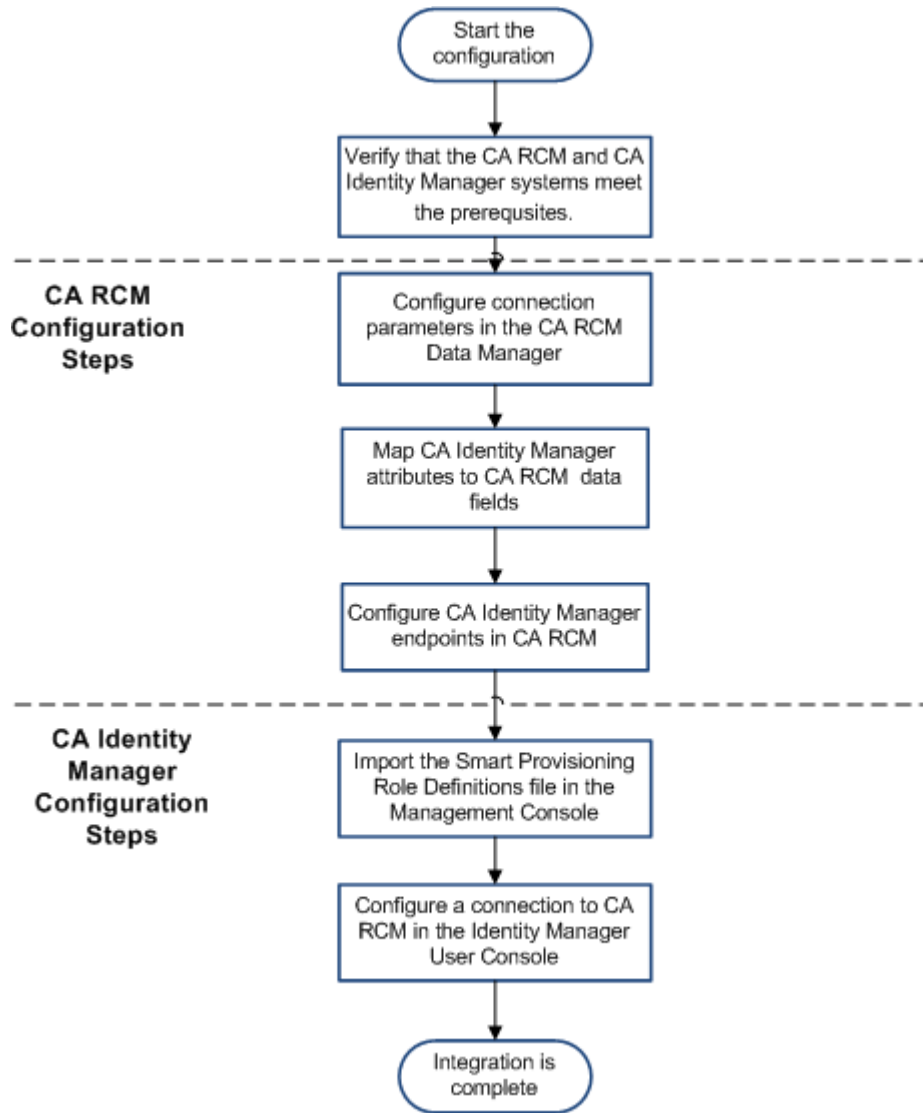 Start the
configuration
Verify that the CA RCM and CA
Identity Manager systems meet
the prerequsites.
CA RCM
Configuration
Steps
Configure connection
parameters in the CA RCM
Data Manager
Map CA Identity Manager
attributes to CA RCM data
fields
Configure CA Identity Manager
endpoints in CA RCM
CA Identity
Manager
Configuration
Steps
Import the Smart Provisioning
Role Definitions file in the
Management Console
Configure a connection to CA
RCM in the Identity Manager
User Console
Integration is
complete